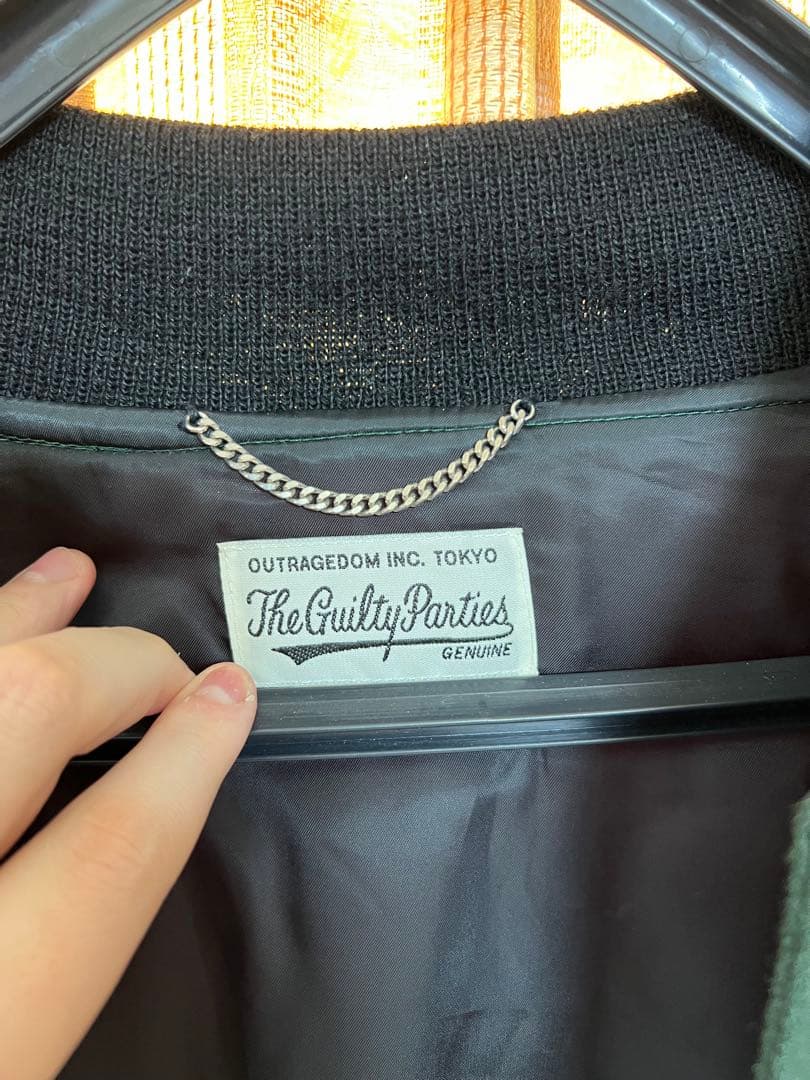 OUTRAGEDOM INC. TOKYO
The Guilty Parties
GENUINE